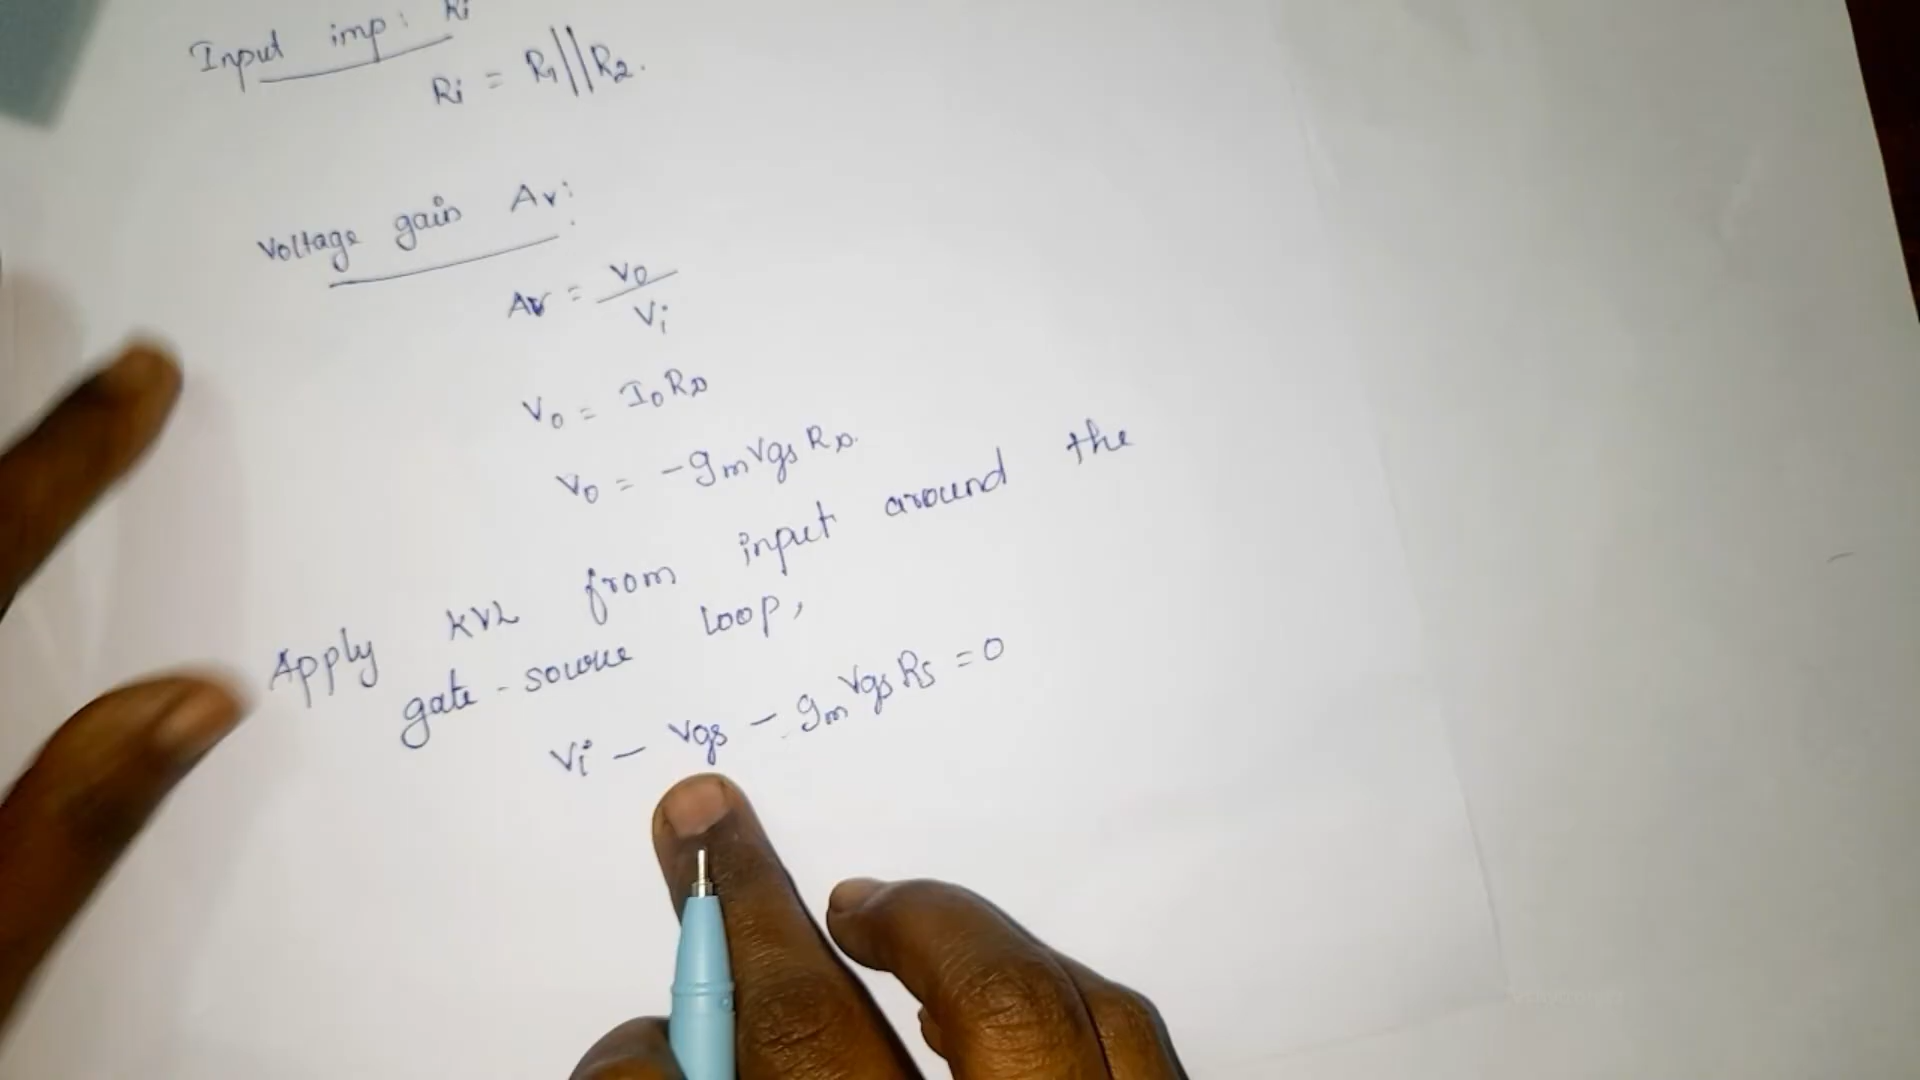 Input imp: Ri
Ri = R1 || R2.
Voltage gain Av:
Av = Vo / Vi
Vo = IoRD
Vo = -gmVgsRD.
Apply KVL from input around the
gate-source loop,
Vi - Vgs - gmVgsRs = 0